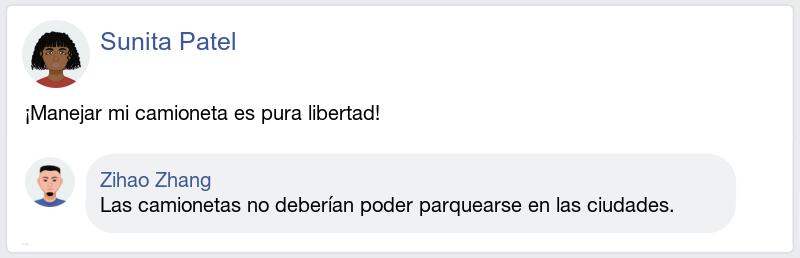 Sunita Patel
¡Manejar mi camioneta es pura libertad!
Zihao Zhang
Las camionetas no deberían poder parquearse en las ciudades.